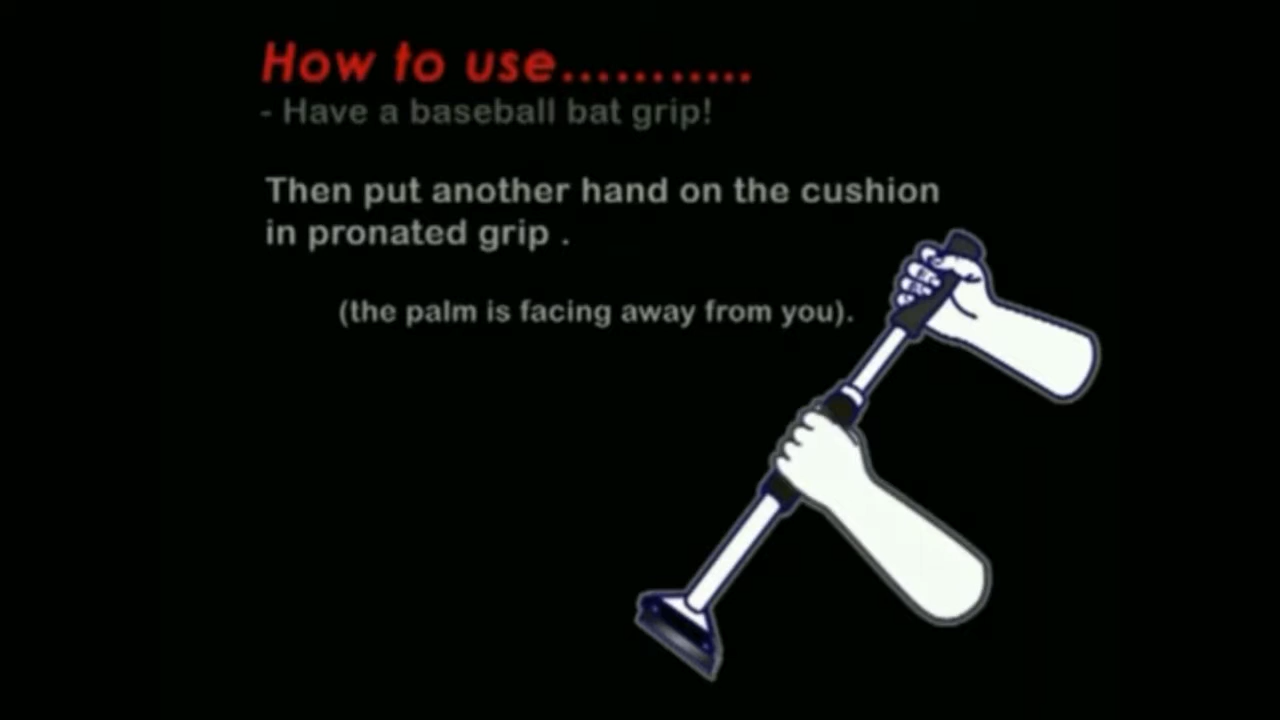 How to use...........
- Have a baseball bat grip!
Then put another hand on the cushion
in pronated grip .
(the palm is facing away from you).